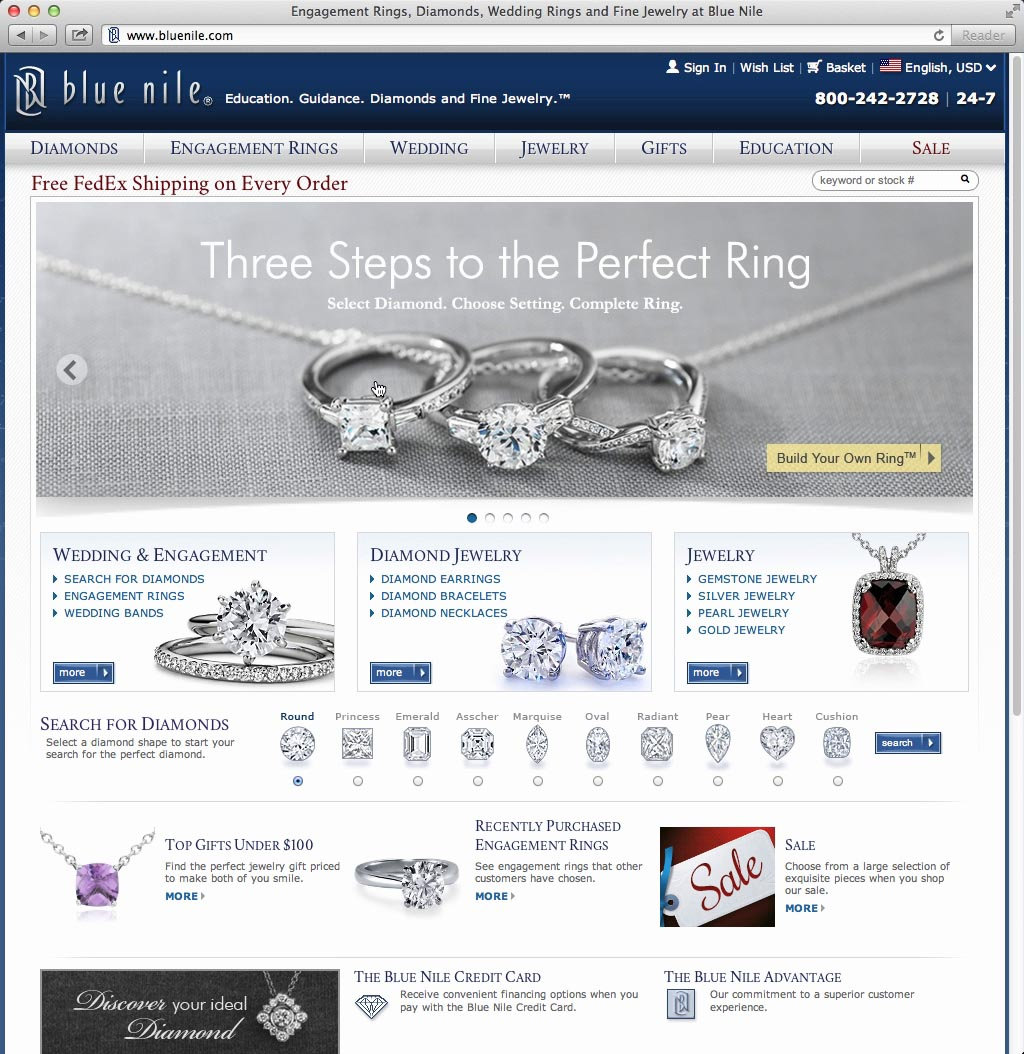 Engagement Rings, Diamonds, Wedding Rings and Fine Jewelry at Blue Nile
www.bluenile.com
Reader
blue nile® Education. Guidance. Diamonds and Fine Jewelry.™
Sign In | Wish List | Basket | English, USD
800-242-2728 | 24-7
DIAMONDS ENGAGEMENT RINGS WEDDING JEWELRY GIFTS EDUCATION SALE
Free FedEx Shipping on Every Order
keyword or stock #
Three Steps to the Perfect Ring
Select Diamond. Choose Setting. Complete Ring.
Build Your Own Ring™
WEDDING & ENGAGEMENT
SEARCH FOR DIAMONDS
ENGAGEMENT RINGS
WEDDING BANDS
more
DIAMOND JEWELRY
DIAMOND EARRINGS
DIAMOND BRACELETS
DIAMOND NECKLACES
more
JEWELRY
GEMSTONE JEWELRY
SILVER JEWELRY
PEARL JEWELRY
GOLD JEWELRY
more
SEARCH FOR DIAMONDS
Select a diamond shape to start your
search for the perfect diamond.
Round Princess Emerald Asscher Marquise Oval Radiant Pear Heart Cushion
search
TOP GIFTS UNDER $100
Find the perfect jewelry gift priced
to make both of you smile.
MORE
RECENTLY PURCHASED
ENGAGEMENT RINGS
See engagement rings that other
customers have chosen.
MORE
Sale
SALE
Choose from a large selection of
exquisite pieces when you shop
our sale.
MORE
Discover your ideal
Diamond
THE BLUE NILE CREDIT CARD
Receive convenient financing options when you
pay with the Blue Nile Credit Card.
THE BLUE NILE ADVANTAGE
Our commitment to a superior customer
experience.